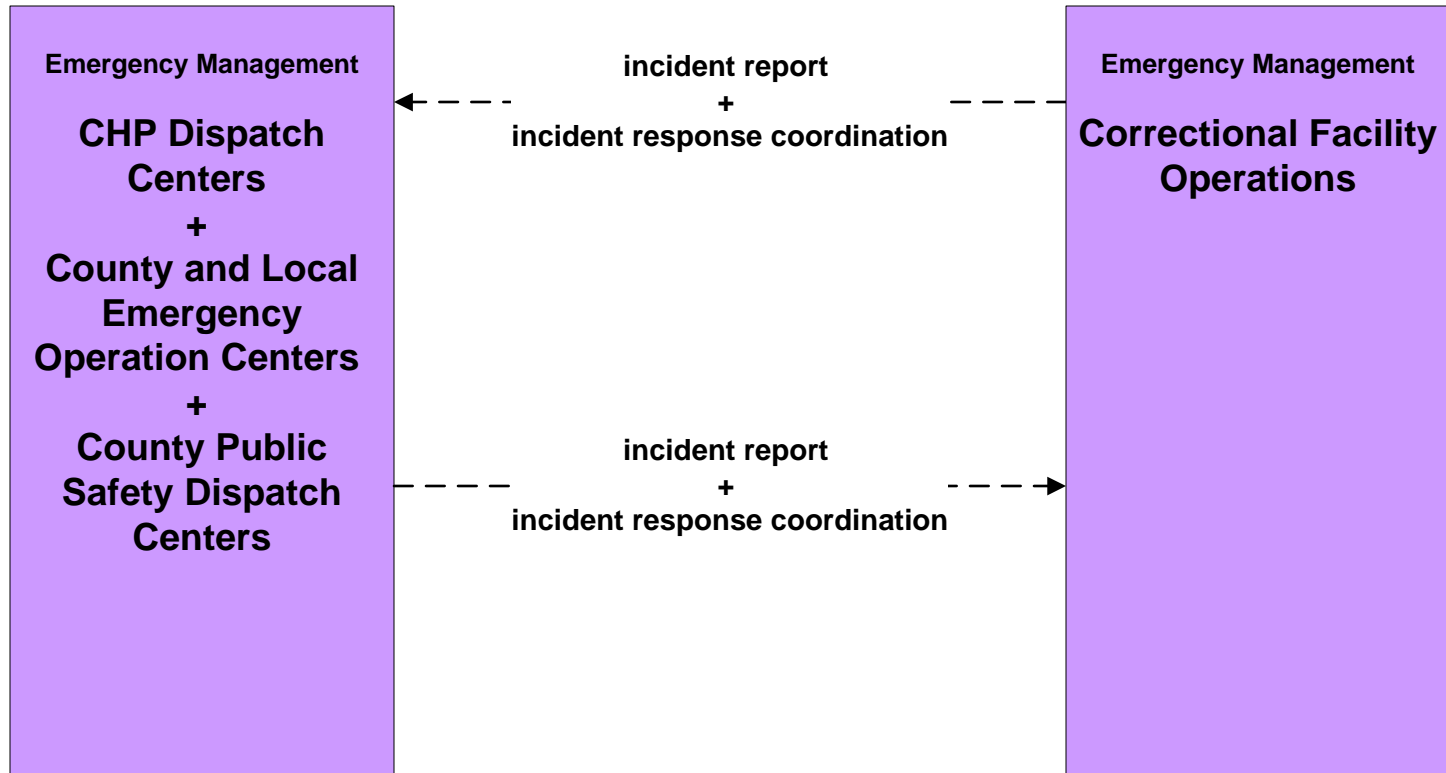 Emergency Management
CHP Dispatch
Centers
+
County and Local
Emergency
Operation Centers
+
County Public
Safety Dispatch
Centers
incident report
+
incident response coordination
incident report
+
incident response coordination
Emergency Management
Correctional Facility
Operations